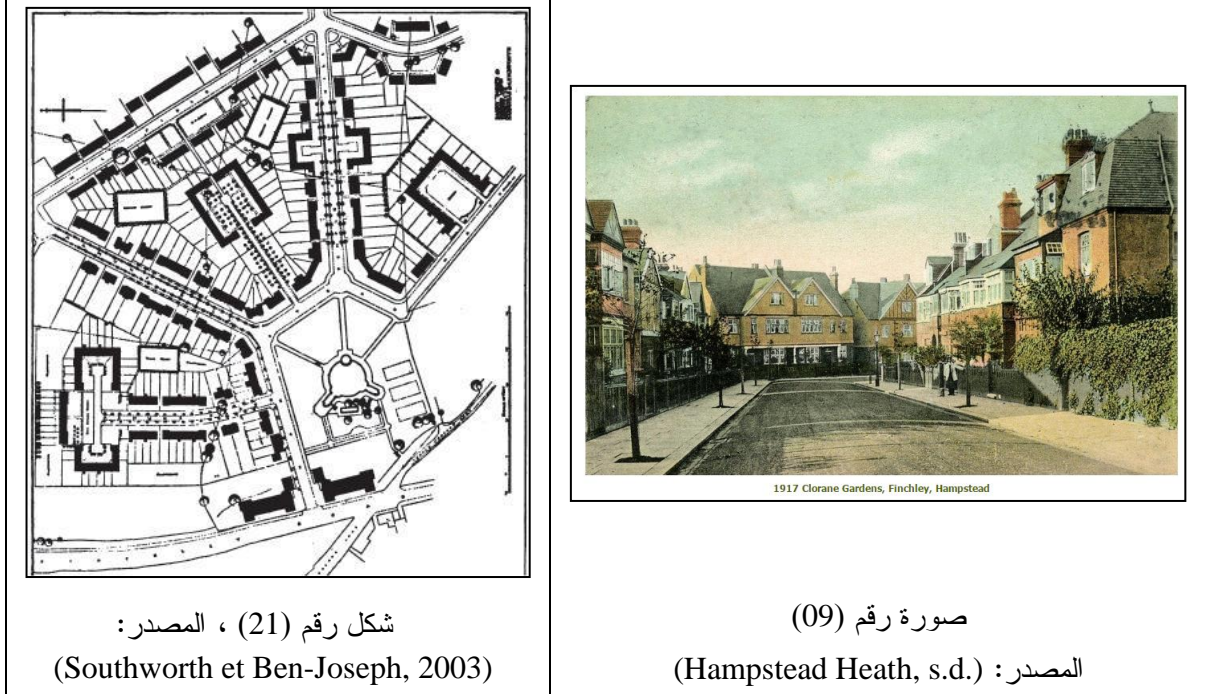 شكل رقم (21) ، المصدر:
(Southworth et Ben-Joseph, 2003)
1917 Clorane Gardens, Finchley, Hampstead
صورة رقم (09)
المصدر: (Hampstead Heath, s.d.)